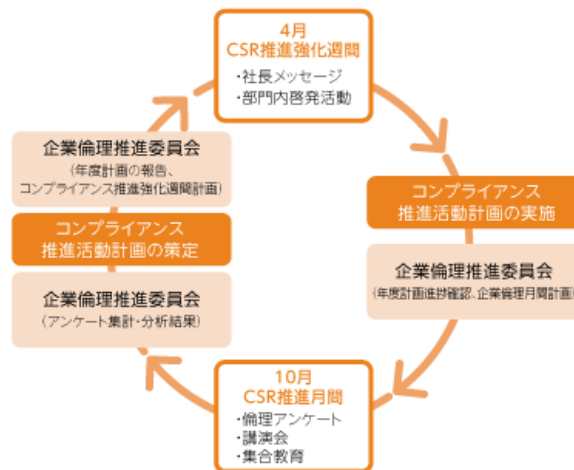 4月
CSR推進強化週間
・社長メッセージ
・部門内啓発活動
コンプライアンス
推進活動計画の実施
企業倫理推進委員会
(年度計画進捗確認、企業倫理月間計画)
10月
CSR推進月間
・倫理アンケート
・講演会
・集合教育
企業倫理推進委員会
(アンケート集計・分析結果)
コンプライアンス
推進活動計画の策定
企業倫理推進委員会
(年度計画の報告、
コンプライアンス推進強化週間計画)